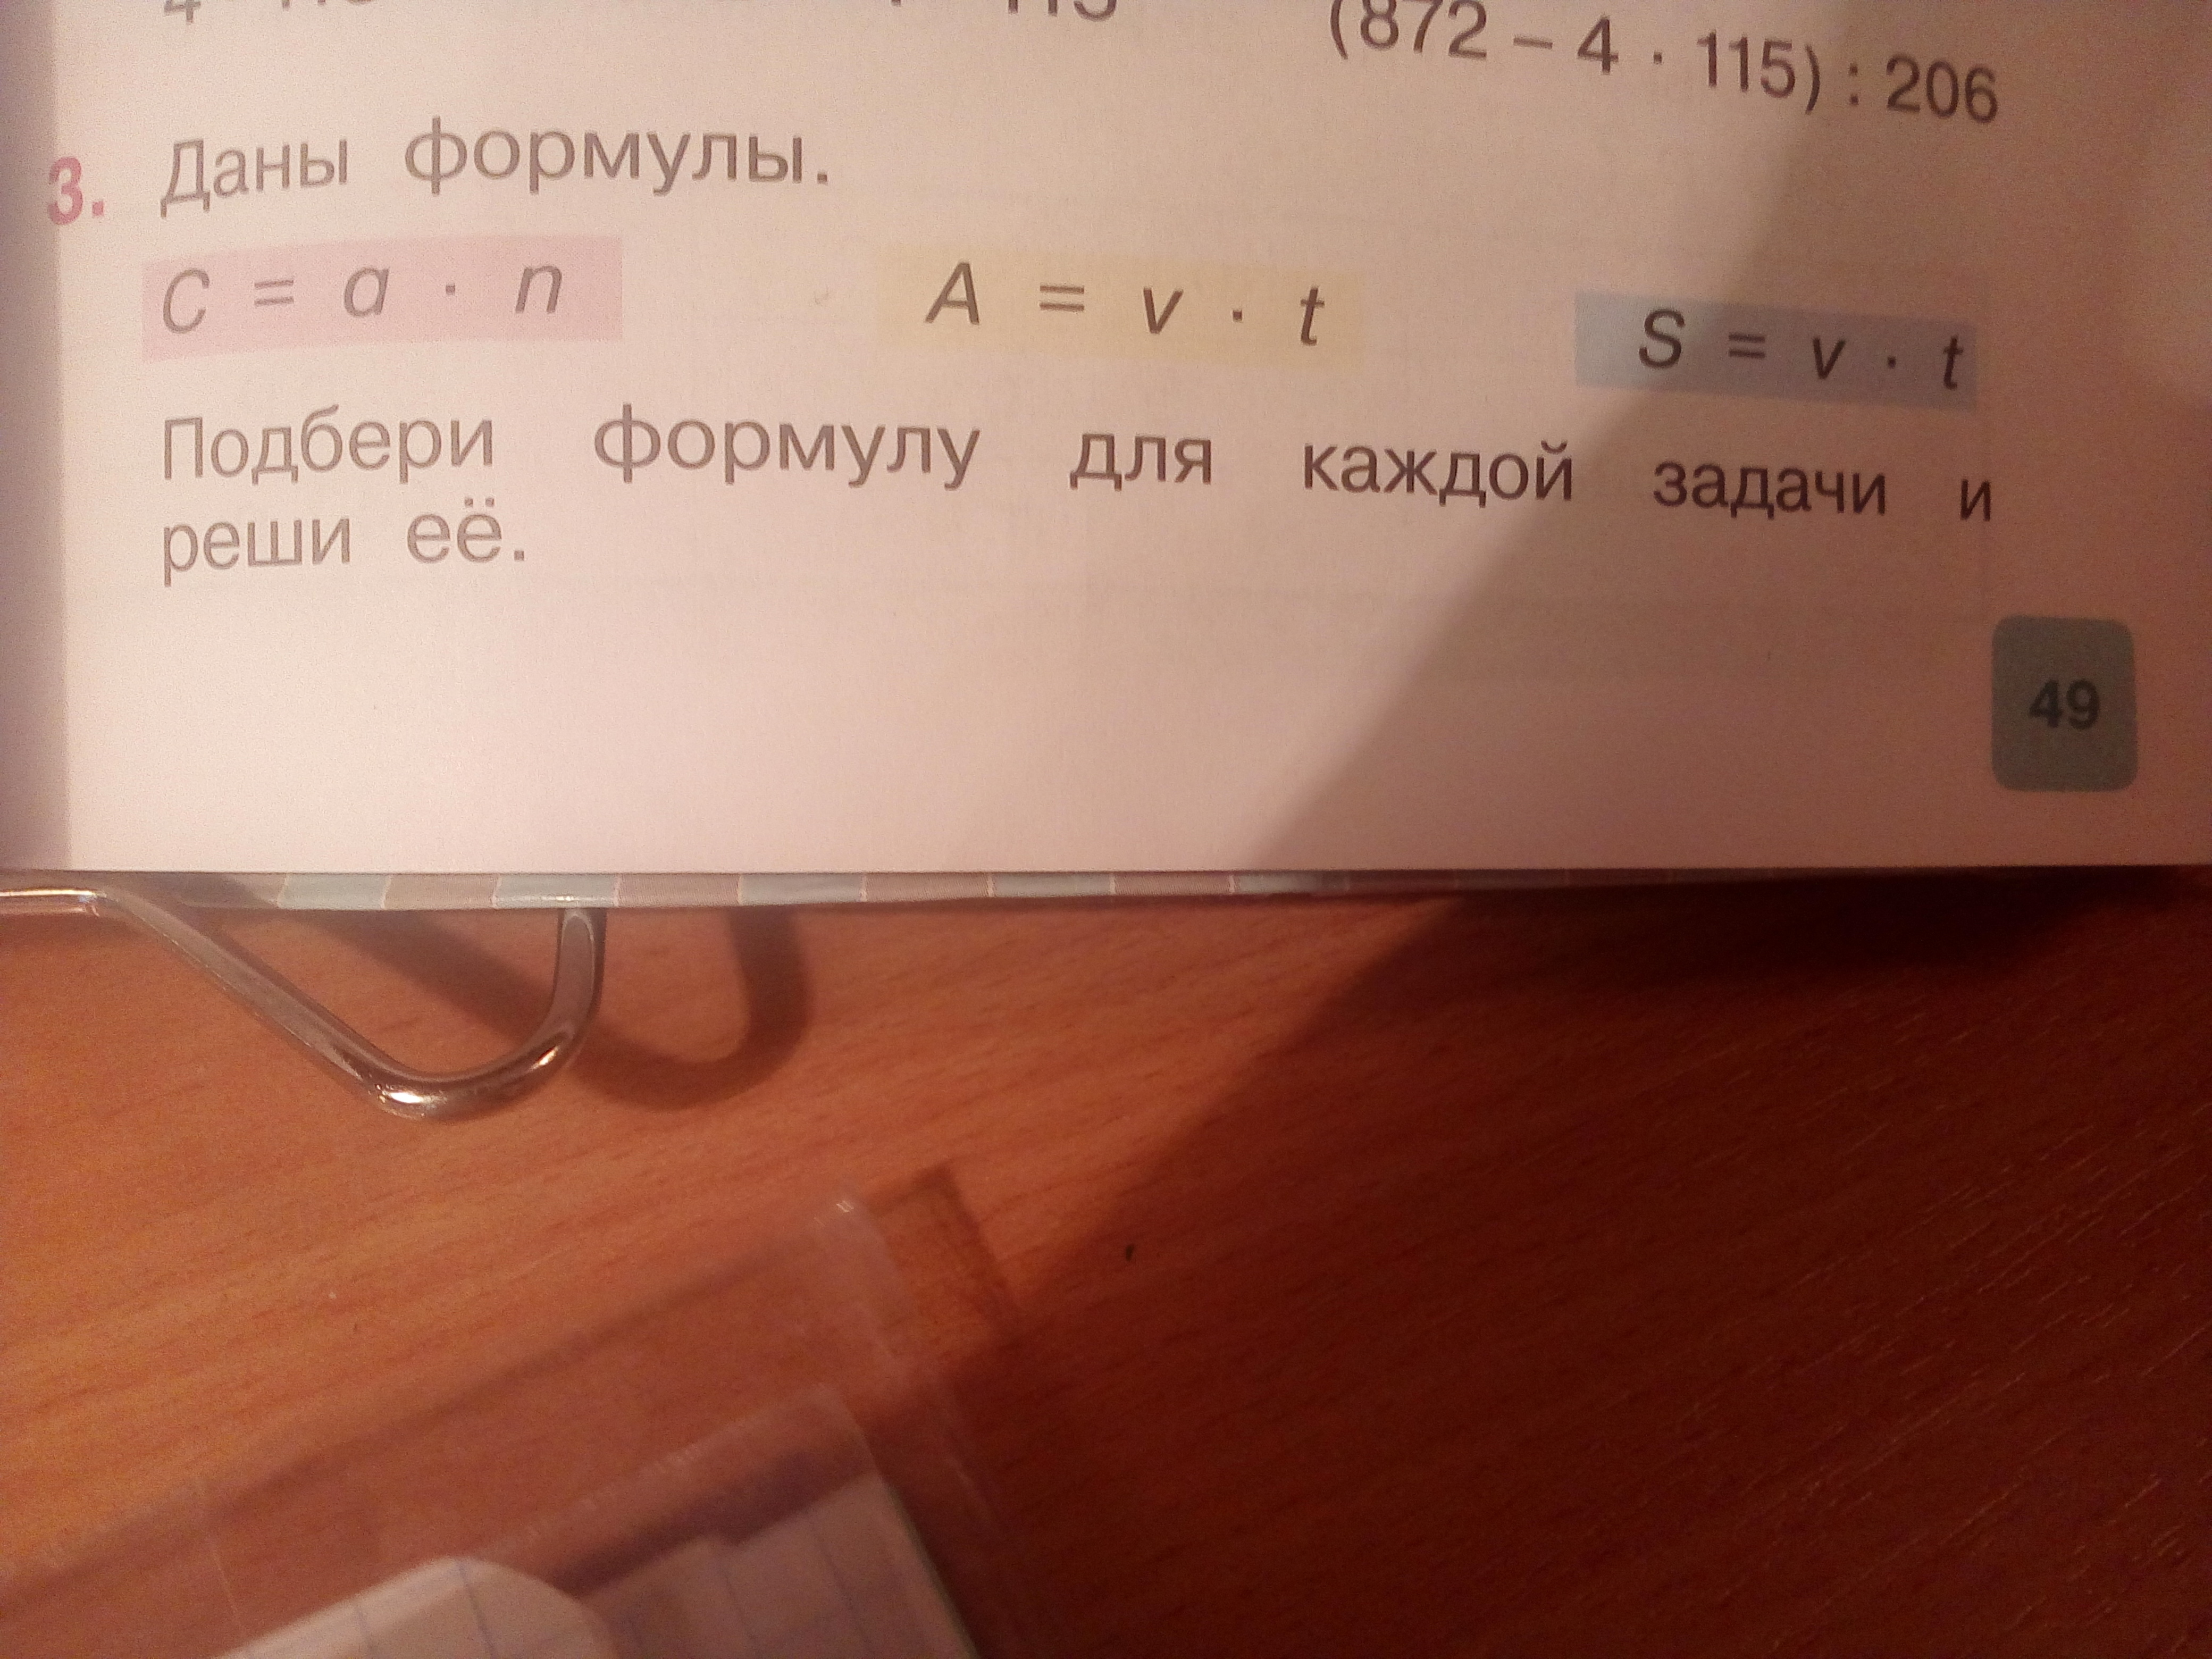 (872 – 4 · 115) : 206
3. Даны формулы.
C = a · n A = v · t S = v · t
Подбери формулу для каждой задачи и
реши её.
49